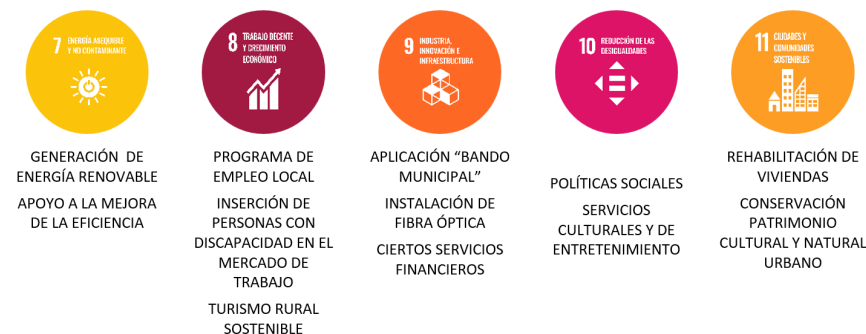 7 ENERGÍA ASEQUIBLE
Y NO CONTAMINANTE
GENERACIÓN DE
ENERGÍA RENOVABLE
APOYO A LA MEJORA
DE LA EFICIENCIA
8 TRABAJO DECENTE
Y CRECIMIENTO
ECONÓMICO
PROGRAMA DE
EMPLEO LOCAL
INSERCIÓN DE
PERSONAS CON
DISCAPACIDAD EN EL
MERCADO DE
TRABAJO
TURISMO RURAL
SOSTENIBLE
9 INDUSTRIA,
INNOVACIÓN E
INFRAESTRUCTURA
APLICACIÓN “BANDO
MUNICIPAL”
INSTALACIÓN DE
FIBRA ÓPTICA
CIERTOS SERVICIOS
FINANCIEROS
10 REDUCCIÓN DE LAS
DESIGUALDADES
POLÍTICAS SOCIALES
SERVICIOS
CULTURALES Y DE
ENTRETENIMIENTO
11 CIUDADES Y
COMUNIDADES
SOSTENIBLES
REHABILITACIÓN DE
VIVIENDAS
CONSERVACIÓN
PATRIMONIO
CULTURAL Y NATURAL
URBANO